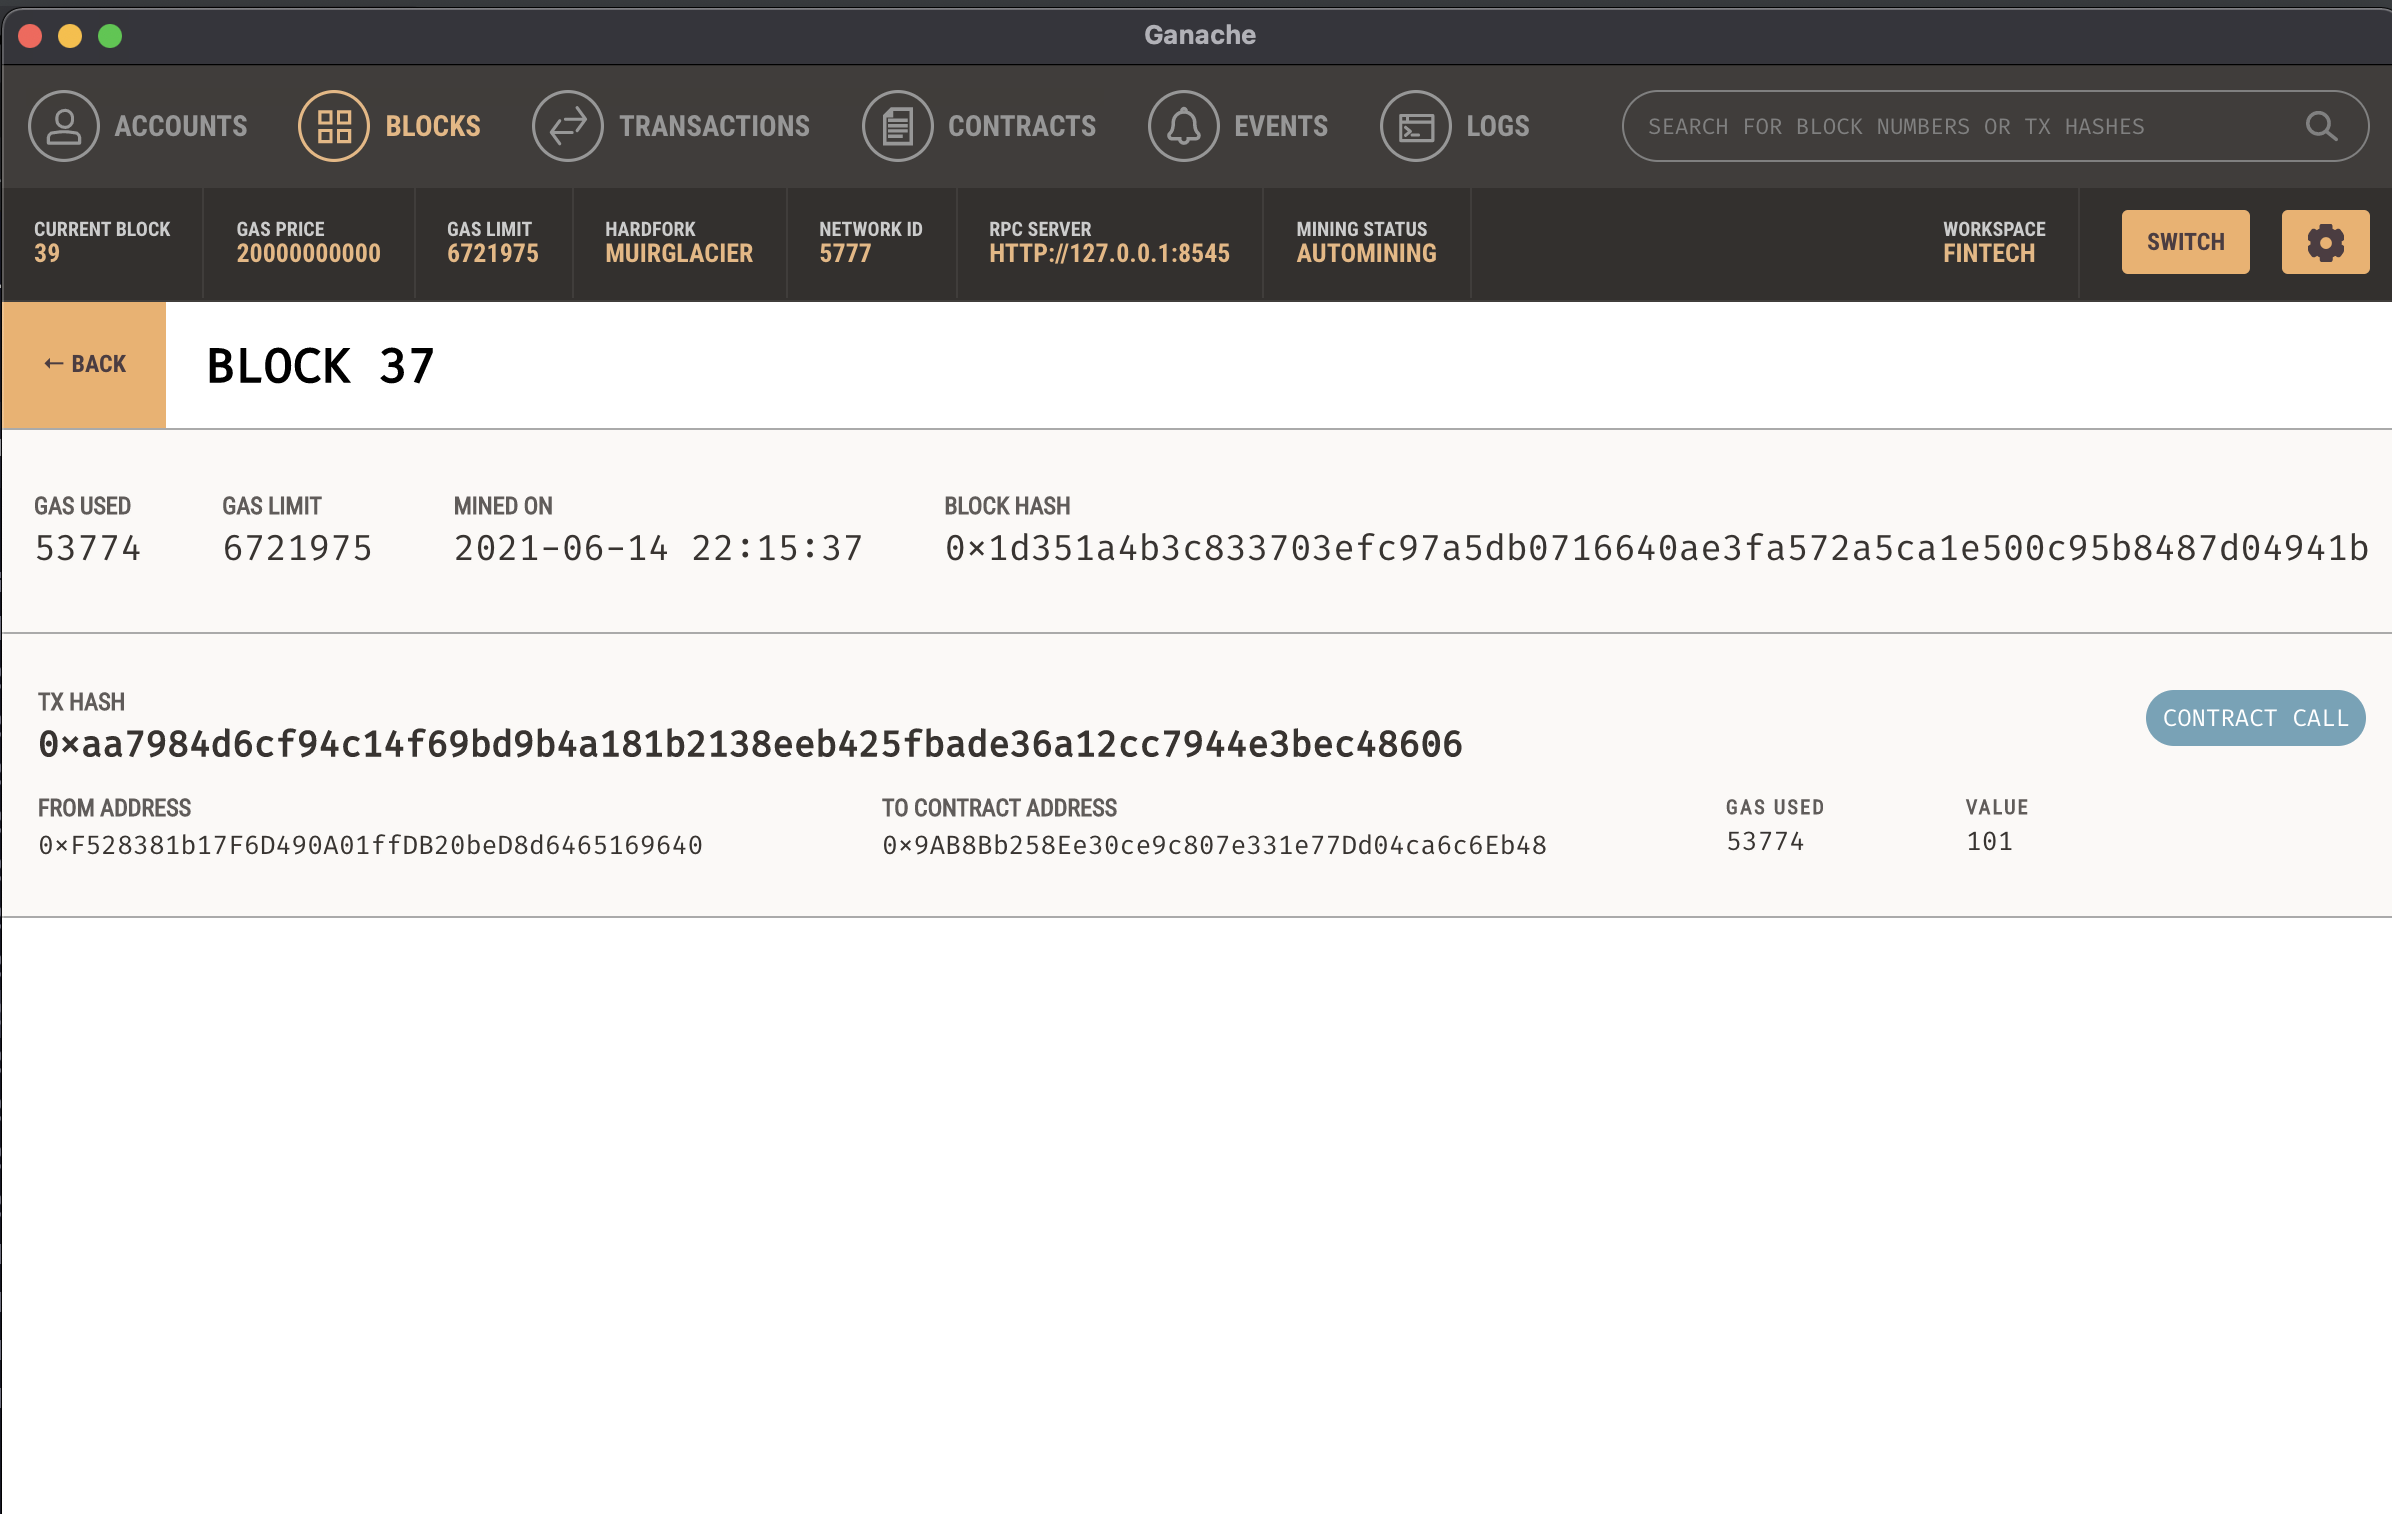 Ganache
ACCOUNTS BLOCKS TRANSACTIONS CONTRACTS EVENTS LOGS SEARCH FOR BLOCK NUMBERS OR TX HASHES
CURRENT BLOCK GAS PRICE GAS LIMIT HARDFORK NETWORK ID RPC SERVER MINING STATUS WORKSPACE
39 20000000000 6721975 MUIRGLACIER 5777 HTTP://127.0.0.1:8545 AUTOMINING FINTECH SWITCH
← BACK BLOCK 37
GAS USED GAS LIMIT MINED ON BLOCK HASH
53774 6721975 2021-06-14 22:15:37 0×1d351a4b3c833703efc97a5db0716640ae3fa572a5ca1e500c95b8487d04941b
TX HASH
0×aa7984d6cf94c14f69bd9b4a181b2138eeb425fbade36a12cc7944e3bec48606 CONTRACT CALL
FROM ADDRESS TO CONTRACT ADDRESS GAS USED VALUE
0×F528381b17F6D490A01ffDB20beD8d6465169640 0×9AB8Bb258Ee30ce9c807e331e77Dd04ca6c6Eb48 53774 101